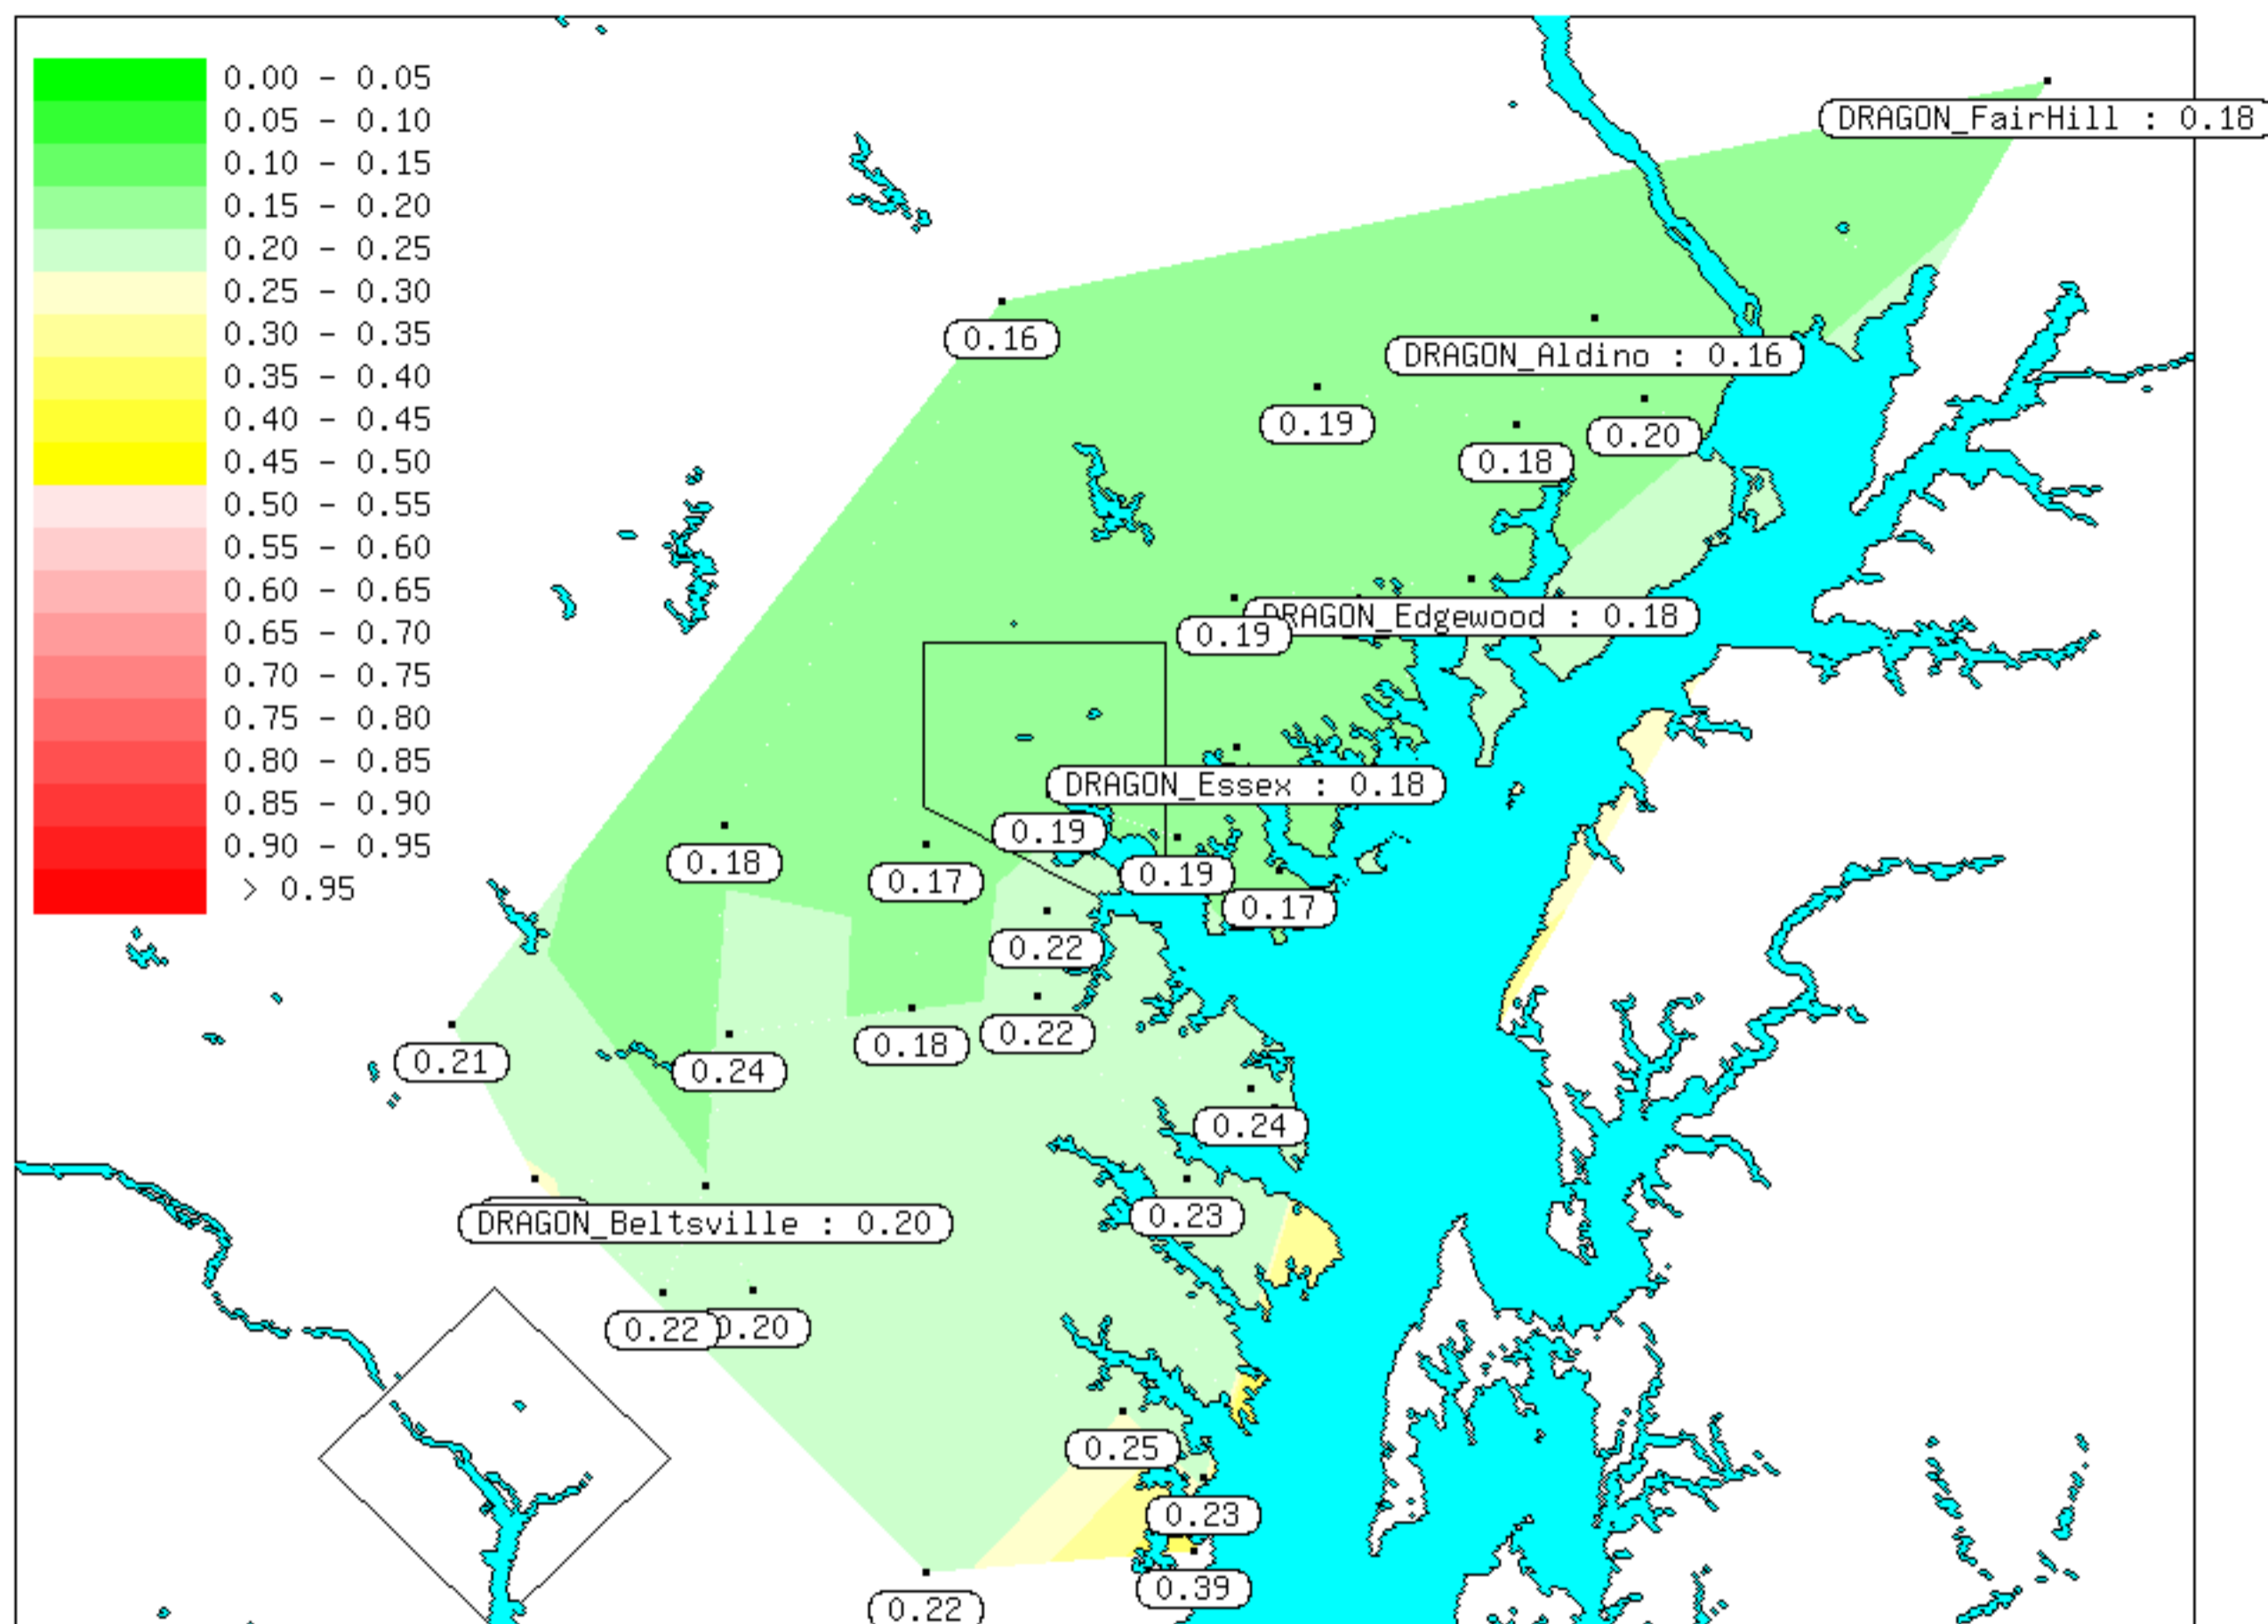 0.00 - 0.05
0.05 - 0.10
0.10 - 0.15
0.15 - 0.20
0.20 - 0.25
0.25 - 0.30
0.30 - 0.35
0.35 - 0.40
0.40 - 0.45
0.45 - 0.50
0.50 - 0.55
0.55 - 0.60
0.60 - 0.65
0.65 - 0.70
0.70 - 0.75
0.75 - 0.80
0.80 - 0.85
0.85 - 0.90
0.90 - 0.95
> 0.95
DRAGON_FairHill : 0.18
0.16
DRAGON_Aldino : 0.16
0.19
0.20
0.18
DRAGON_Edgewood : 0.18
0.19
DRAGON_Essex : 0.18
0.19
0.18
0.17
0.19
0.17
0.22
0.22
0.18
0.21
0.24
0.24
0.23
DRAGON_Beltsville : 0.20
0.22
0.20
0.25
0.23
0.39
0.22